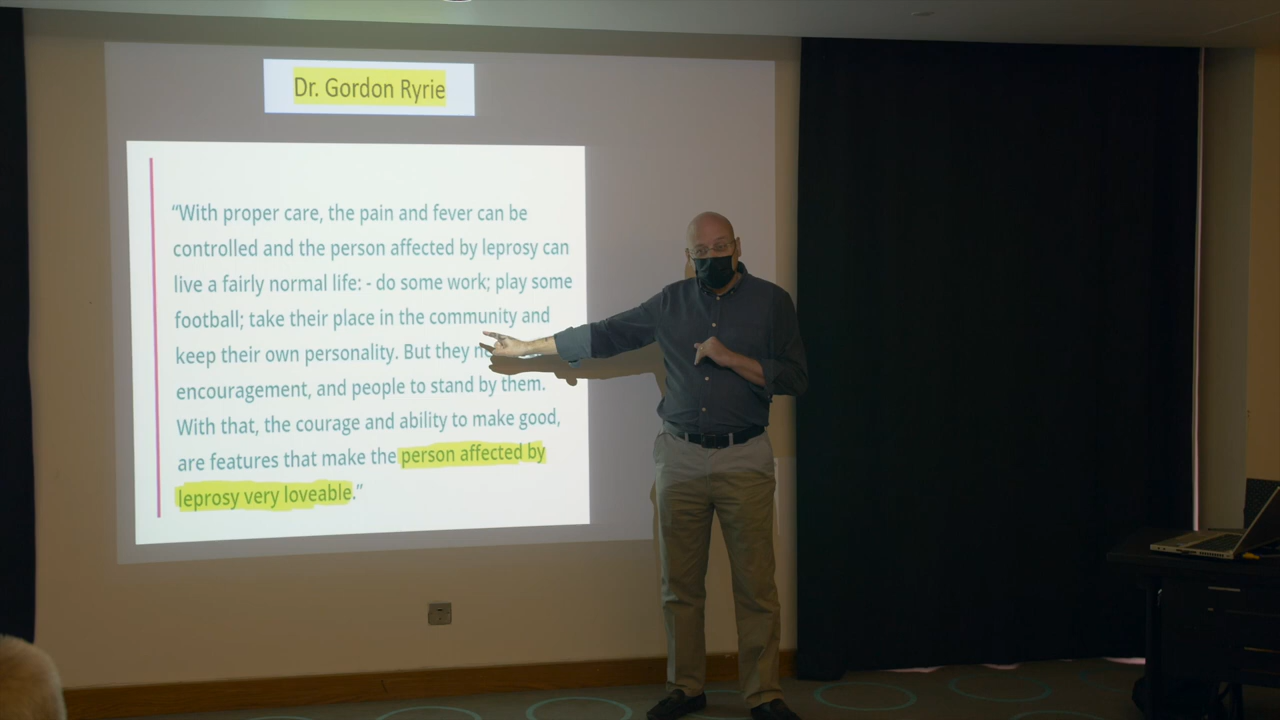 Dr. Gordon Ryrie
“With proper care, the pain and fever can be
controlled and the person affected by leprosy can
live a fairly normal life: - do some work; play some
football; take their place in the community and
keep their own personality. But they
encouragement, and people to stand by them.
With that, the courage and ability to make good,
are features that make the person affected by
leprosy very loveable.”